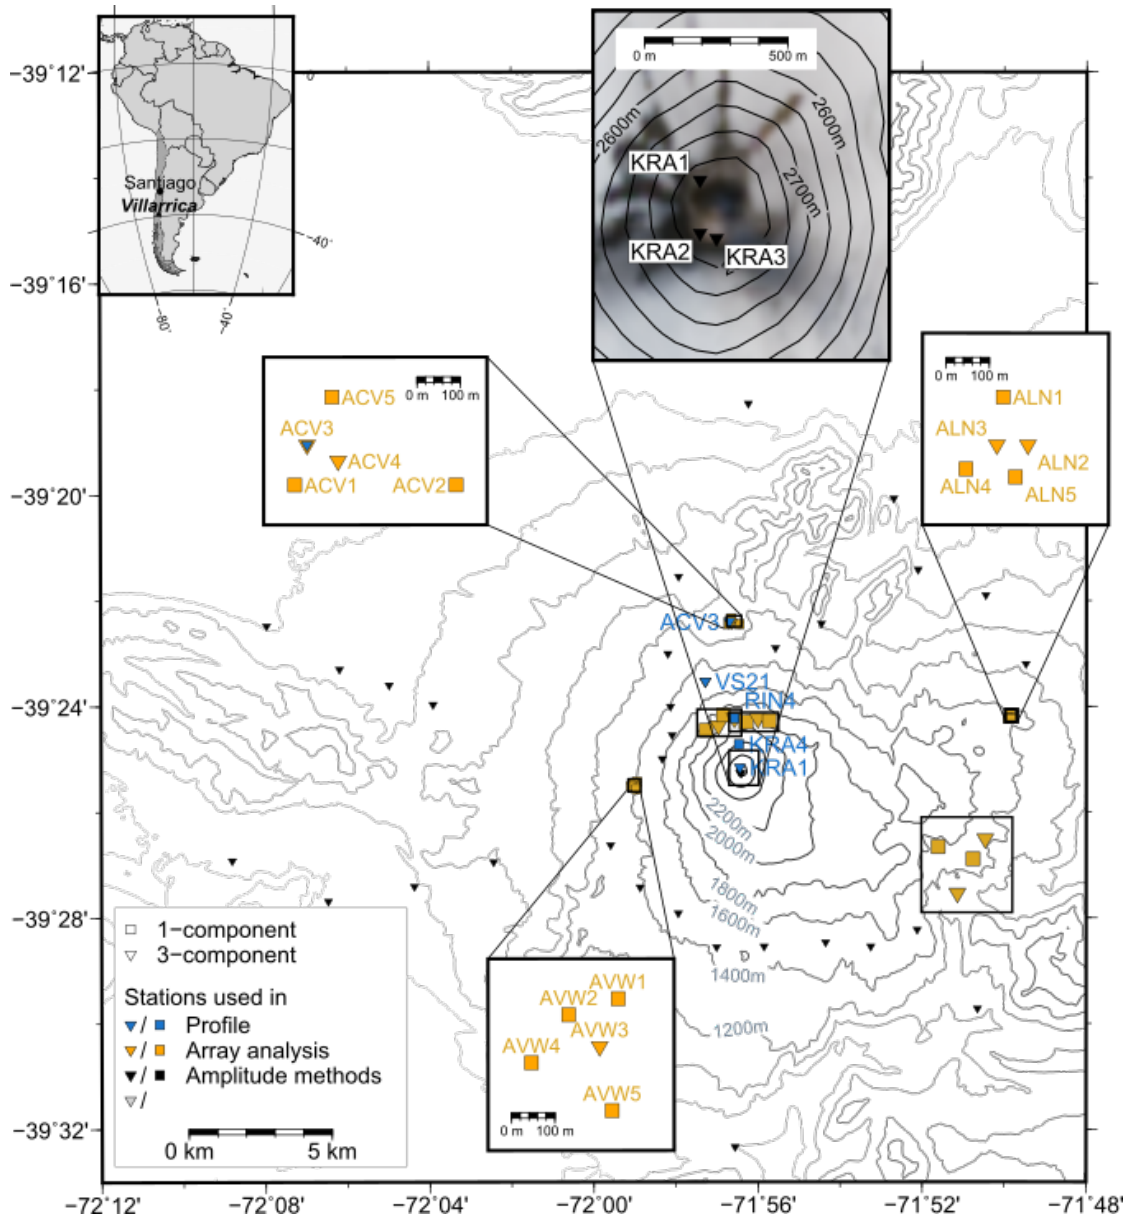 −39˚12'
−39˚16'
−39˚20'
−39˚24'
−39˚28'
−39˚32'
−72˚12'
−72˚08'
−72˚04'
−72˚00'
−71˚56'
−71˚52'
−71˚48'
Santiago
Villarrica
−40˚
−80˚
−40˚
0
0 m 500 m
2600m
2600m
2700m
KRA1
KRA2
KRA3
0 m 100 m
ACV5
ACV3
ACV4
ACV1
ACV2
0 m 100 m
ALN1
ALN3
ALN2
ALN4
ALN5
ACV3
VS21
RIN4
KRA4
KRA1
2200m
2000m
1800m
1600m
1400m
1200m
AVW1
AVW2
AVW3
AVW4
AVW5
0 m 100 m
1−component
3−component
Stations used in
/ Profile
/ Array analysis
/ Amplitude methods
/
0 km 5 km